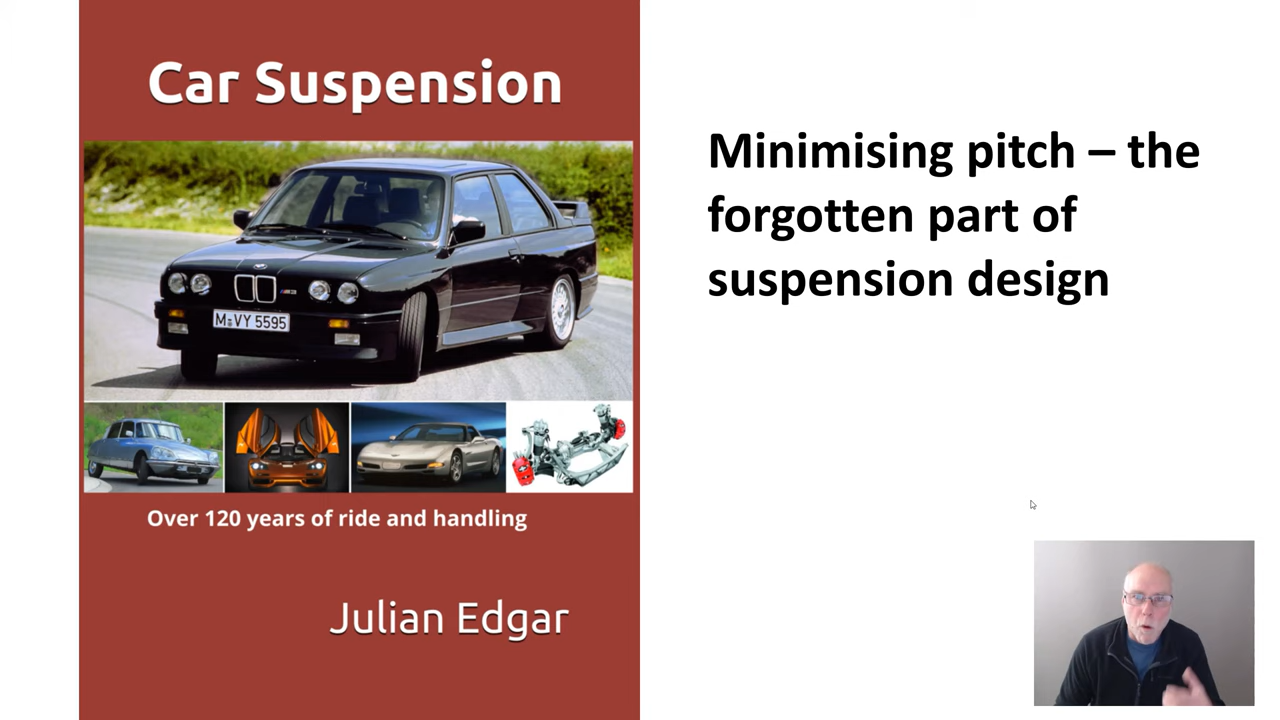 Car Suspension
M VY 5595
Over 120 years of ride and handling
Julian Edgar
Minimising pitch – the
forgotten part of
suspension design